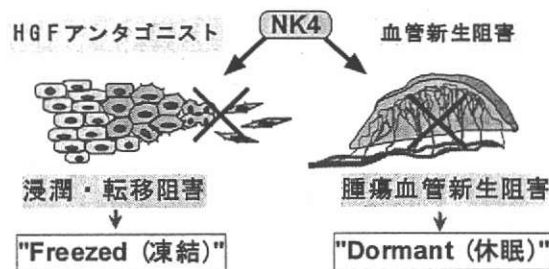 HGFアンタゴニスト
NK4
血管新生阻害
浸潤・転移阻害
腫瘍血管新生阻害
"Freezed (凍結)"
"Dormant (休眠)"